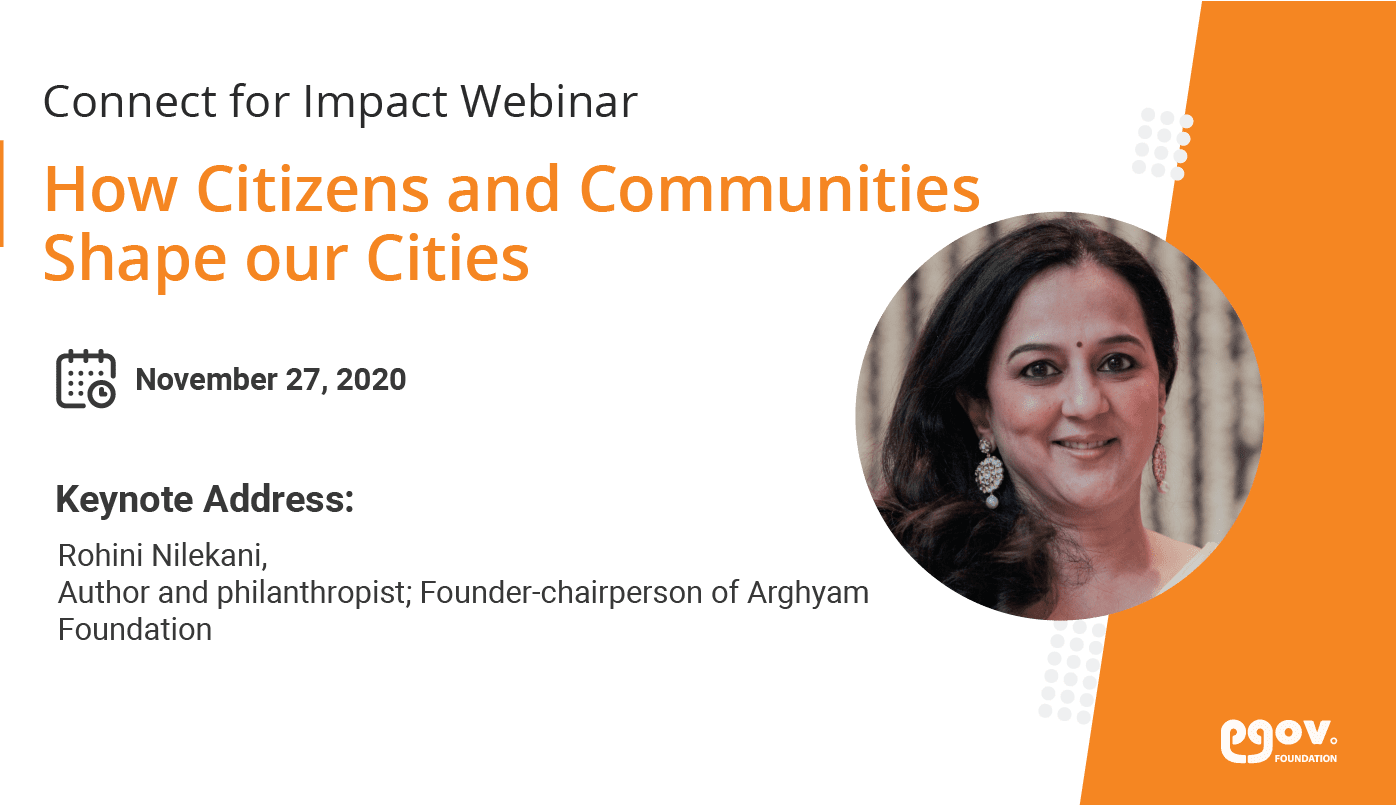 Connect for Impact Webinar
How Citizens and Communities
Shape our Cities
November 27, 2020
Keynote Address:
Rohini Nilekani,
Author and philanthropist; Founder-chairperson of Arghyam
Foundation
egov.
FOUNDATION